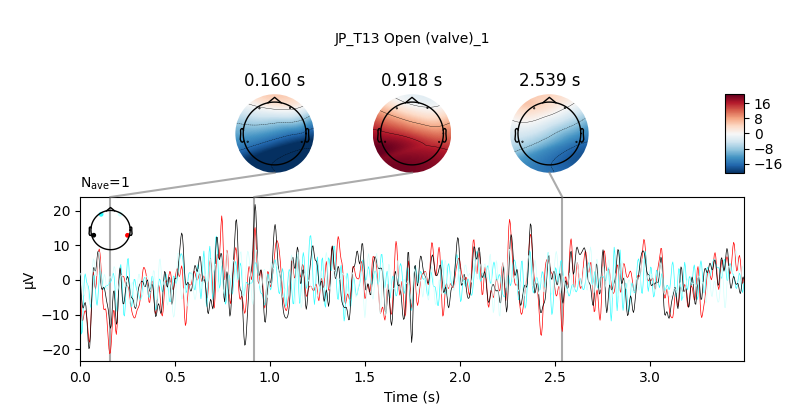 JP_T13 Open (valve)_1
0.160 s 0.918 s 2.539 s
16
8
0
−8
−16
Nave=1
20
10
0
−10
−20
µV
0.0 0.5 1.0 1.5 2.0 2.5 3.0
Time (s)